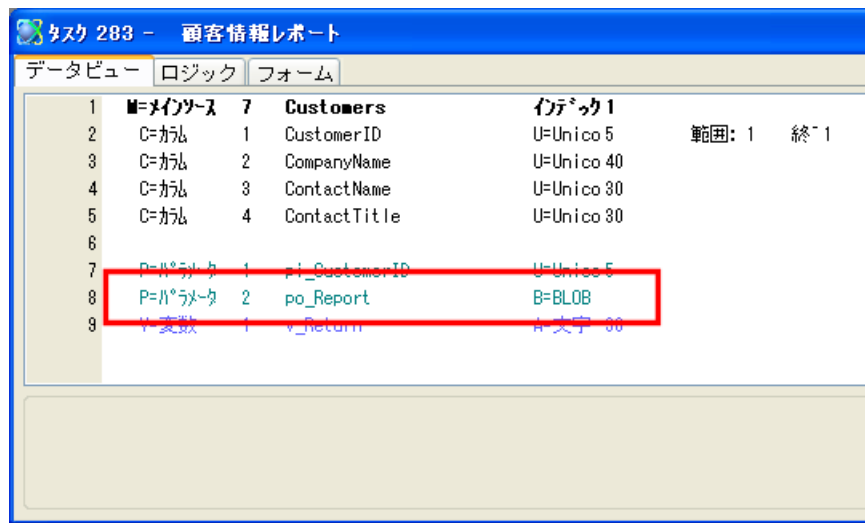 タスク 283 - 顧客情報レポート
データビュー ロジック フォーム
1 M=メインソース 7 Customers インデック 1
2 C=カラム 1 CustomerID U=Unico 5 範囲: 1 終 1
3 C=カラム 2 CompanyName U=Unico 40
4 C=カラム 3 ContactName U=Unico 30
5 C=カラム 4 ContactTitle U=Unico 30
6
7 P=パラメータ 1 pi_CustomerID U=Unico 5
8 P=パラメータ 2 po_Report B=BLOB
9 V=変数 1 v_Return A=文字 30